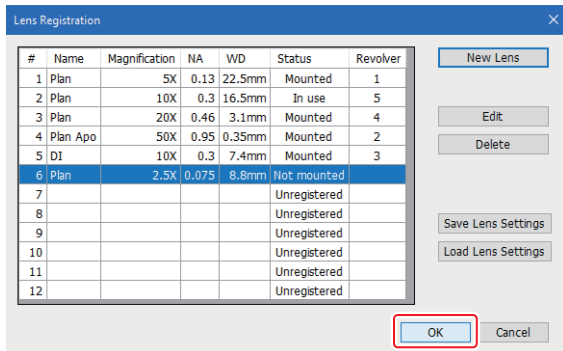 Lens Registration
# Name Magnification NA WD Status Revolver
1 Plan 5X 0.13 22.5mm Mounted 1
2 Plan 10X 0.3 16.5mm In use 5
3 Plan 20X 0.46 3.1mm Mounted 4
4 Plan Apo 50X 0.95 0.35mm Mounted 2
5 DI 10X 0.3 7.4mm Mounted 3
6 Plan 2.5X 0.075 8.8mm Not mounted
7 Unregistered
8 Unregistered
9 Unregistered
10 Unregistered
11 Unregistered
12 Unregistered
New Lens
Edit
Delete
Save Lens Settings
Load Lens Settings
OK Cancel